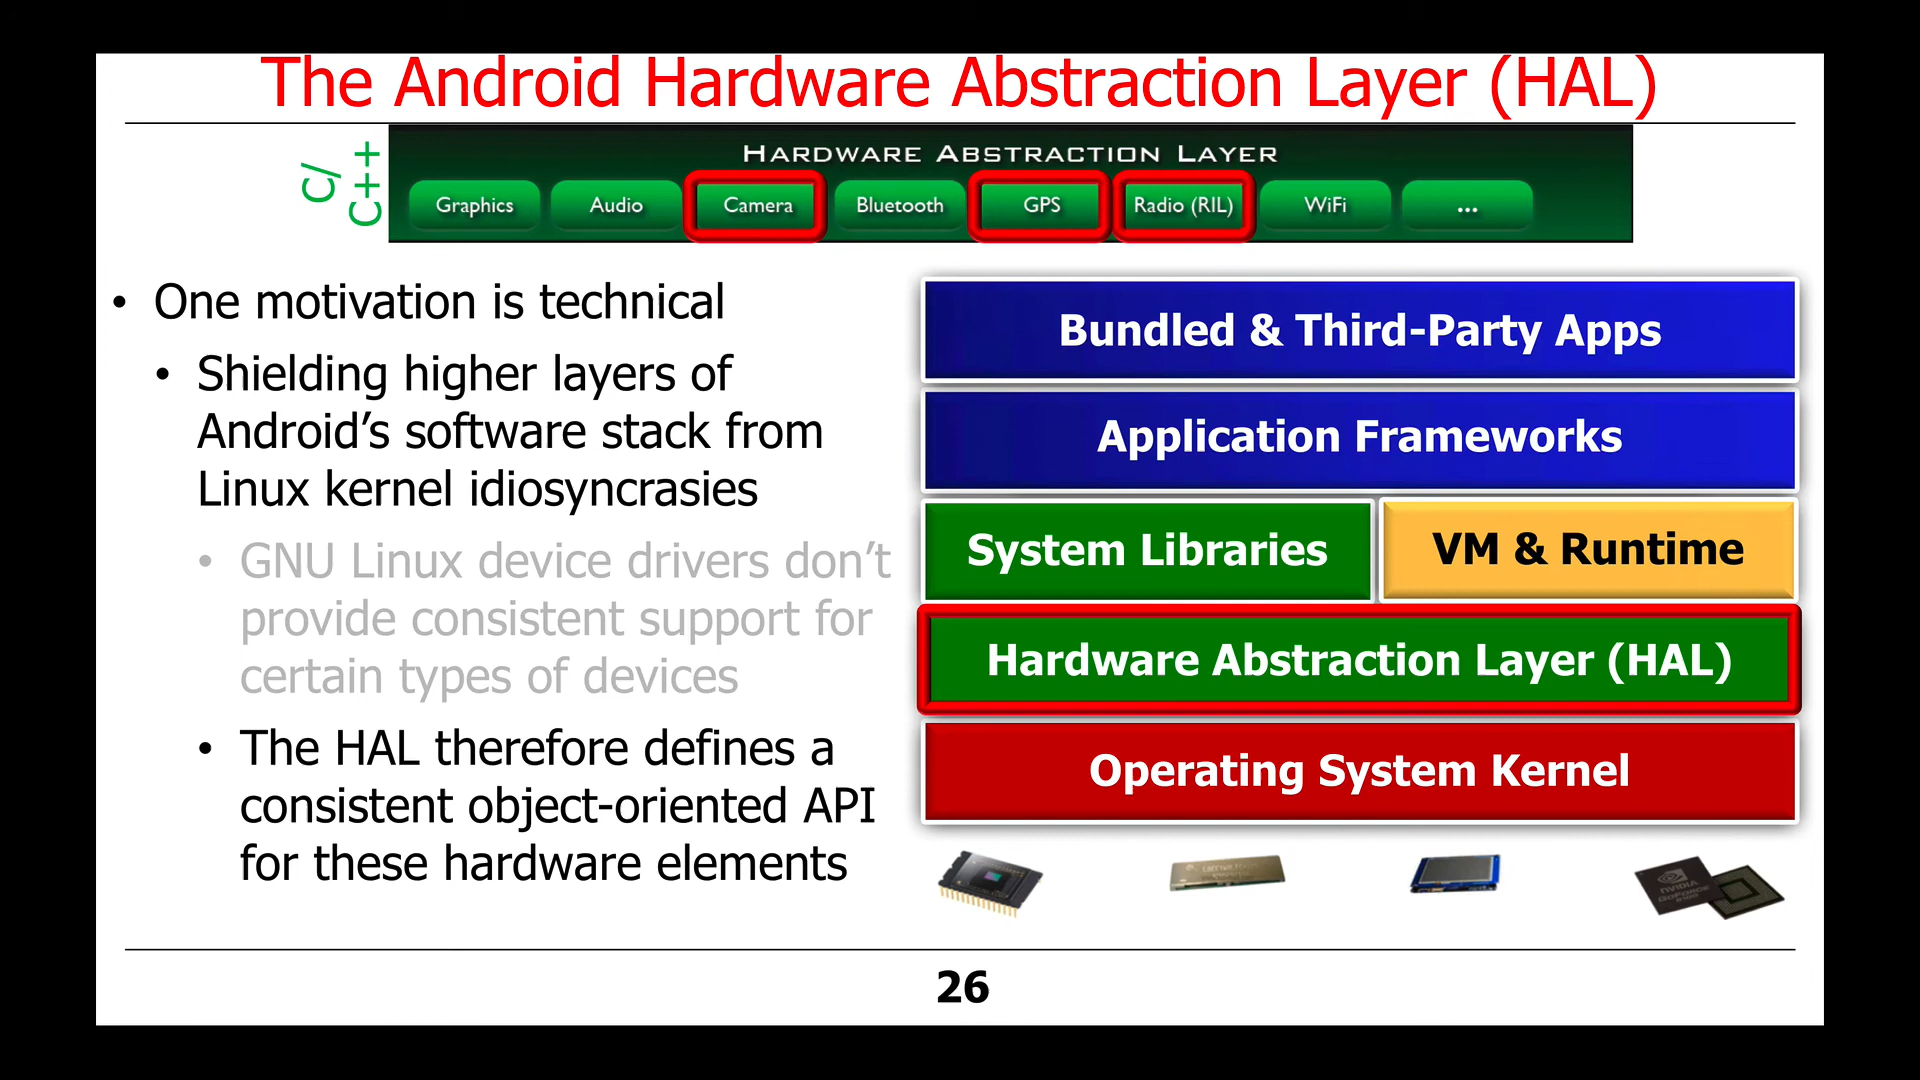 The Android Hardware Abstraction Layer (HAL)
C/
C++
HARDWARE ABSTRACTION LAYER
Graphics
Audio
Camera
Bluetooth
GPS
Radio (RIL)
WiFi
...
• One motivation is technical
• Shielding higher layers of
Android’s software stack from
Linux kernel idiosyncrasies
• GNU Linux device drivers don’t
provide consistent support for
certain types of devices
• The HAL therefore defines a
consistent object-oriented API
for these hardware elements
Bundled & Third-Party Apps
Application Frameworks
System Libraries
VM & Runtime
Hardware Abstraction Layer (HAL)
Operating System Kernel
NVIDIA
26